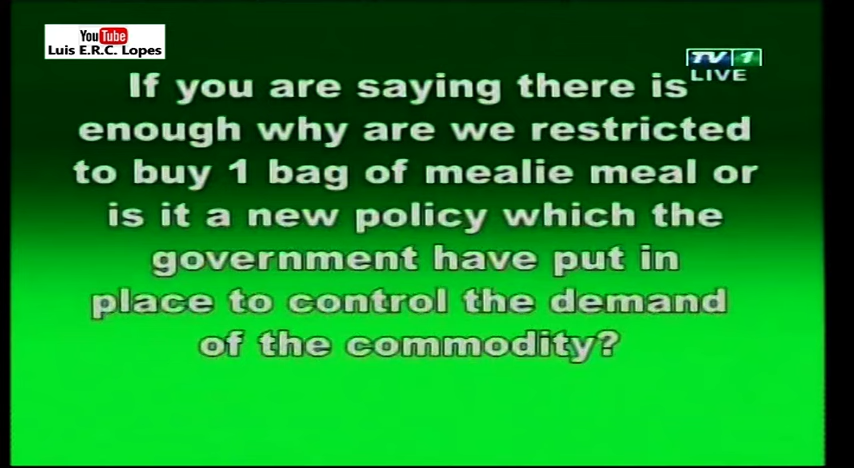 YouTube
Luis E.R.C. Lopes
TV 1
LIVE
If you are saying there is
enough why are we restricted
to buy 1 bag of mealie meal or
is it a new policy which the
government have put in
place to control the demand
of the commodity?